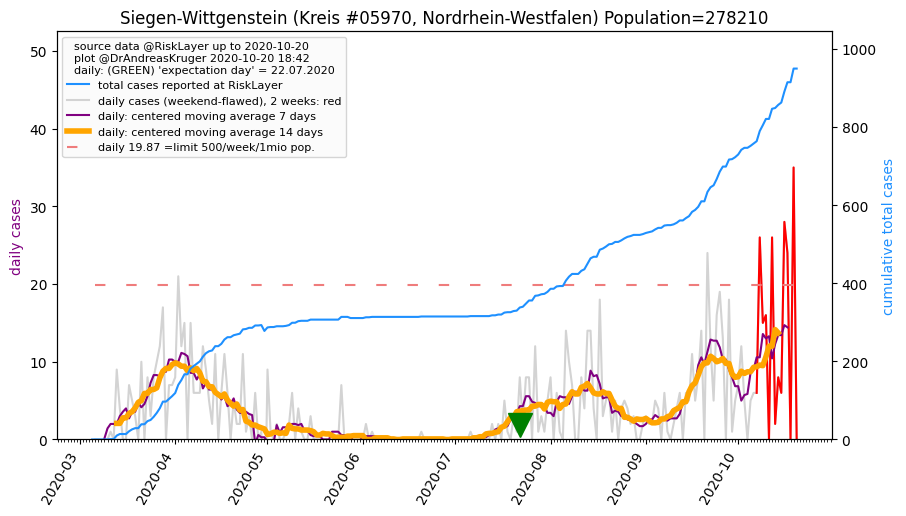 Siegen-Wittgenstein (Kreis #05970, Nordrhein-Westfalen) Population=278210
source data @RiskLayer up to 2020-10-20
plot @DrAndreasKruger 2020-10-20 18:42
daily: (GREEN) 'expectation day' = 22.07.2020
total cases reported at RiskLayer
daily cases (weekend-flawed), 2 weeks: red
daily: centered moving average 7 days
daily: centered moving average 14 days
daily 19.87 =limit 500/week/1mio pop.
daily cases
50
40
30
20
10
0
cumulative total cases
1000
800
600
400
200
0
2020-03
2020-04
2020-05
2020-06
2020-07
2020-08
2020-09
2020-10